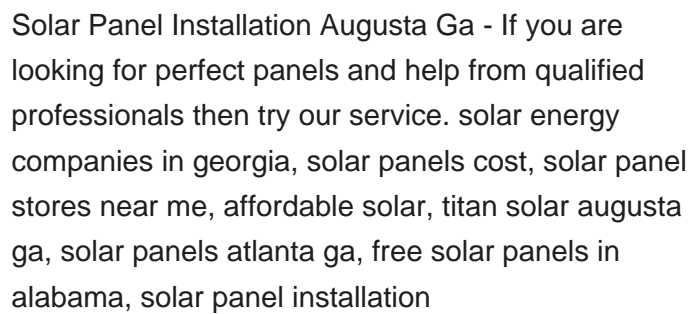 Solar Panel Installation Augusta Ga - If you are
looking for perfect panels and help from qualified
professionals then try our service. solar energy
companies in georgia, solar panels cost, solar panel
stores near me, affordable solar, titan solar augusta
ga, solar panels atlanta ga, free solar panels in
alabama, solar panel installation